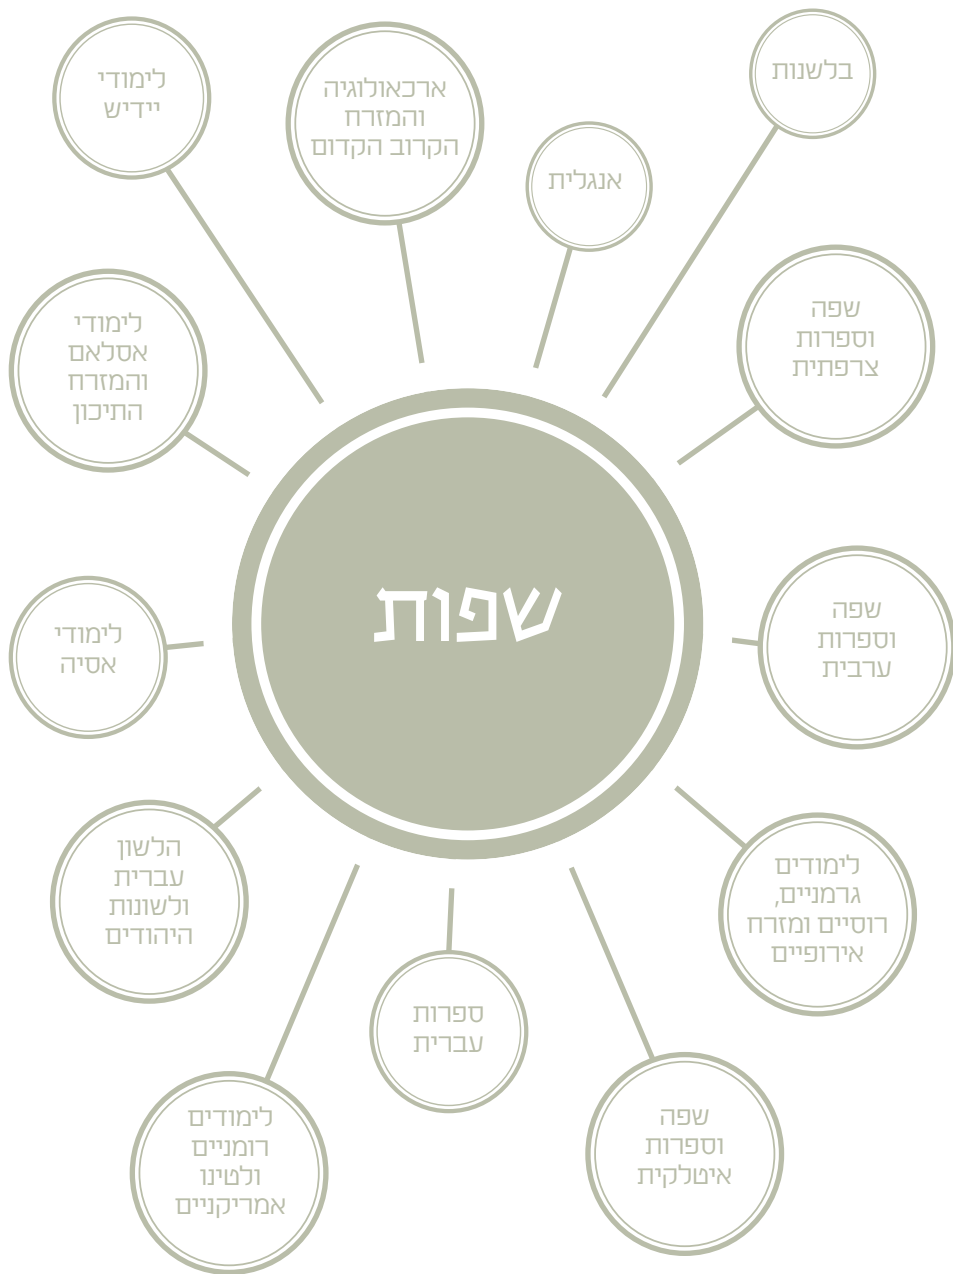 בלשנות
אנגלית
ארכאולוגיה
והמזרח
הקרוב הקדום
לימודי
יידיש
שפה
וספרות
צרפתית
לימודי
אסלאם
והמזרח
התיכון
שפות
שפה
וספרות
ערבית
לימודי
אסיה
לימודים
גרמניים,
רוסיים ומזרח
אירופיים
הלשון
עברית
ולשונות
היהודים
ספרות
עברית
שפה
וספרות
איטלקית
לימודים
רומניים
ולטינו
אמריקניים